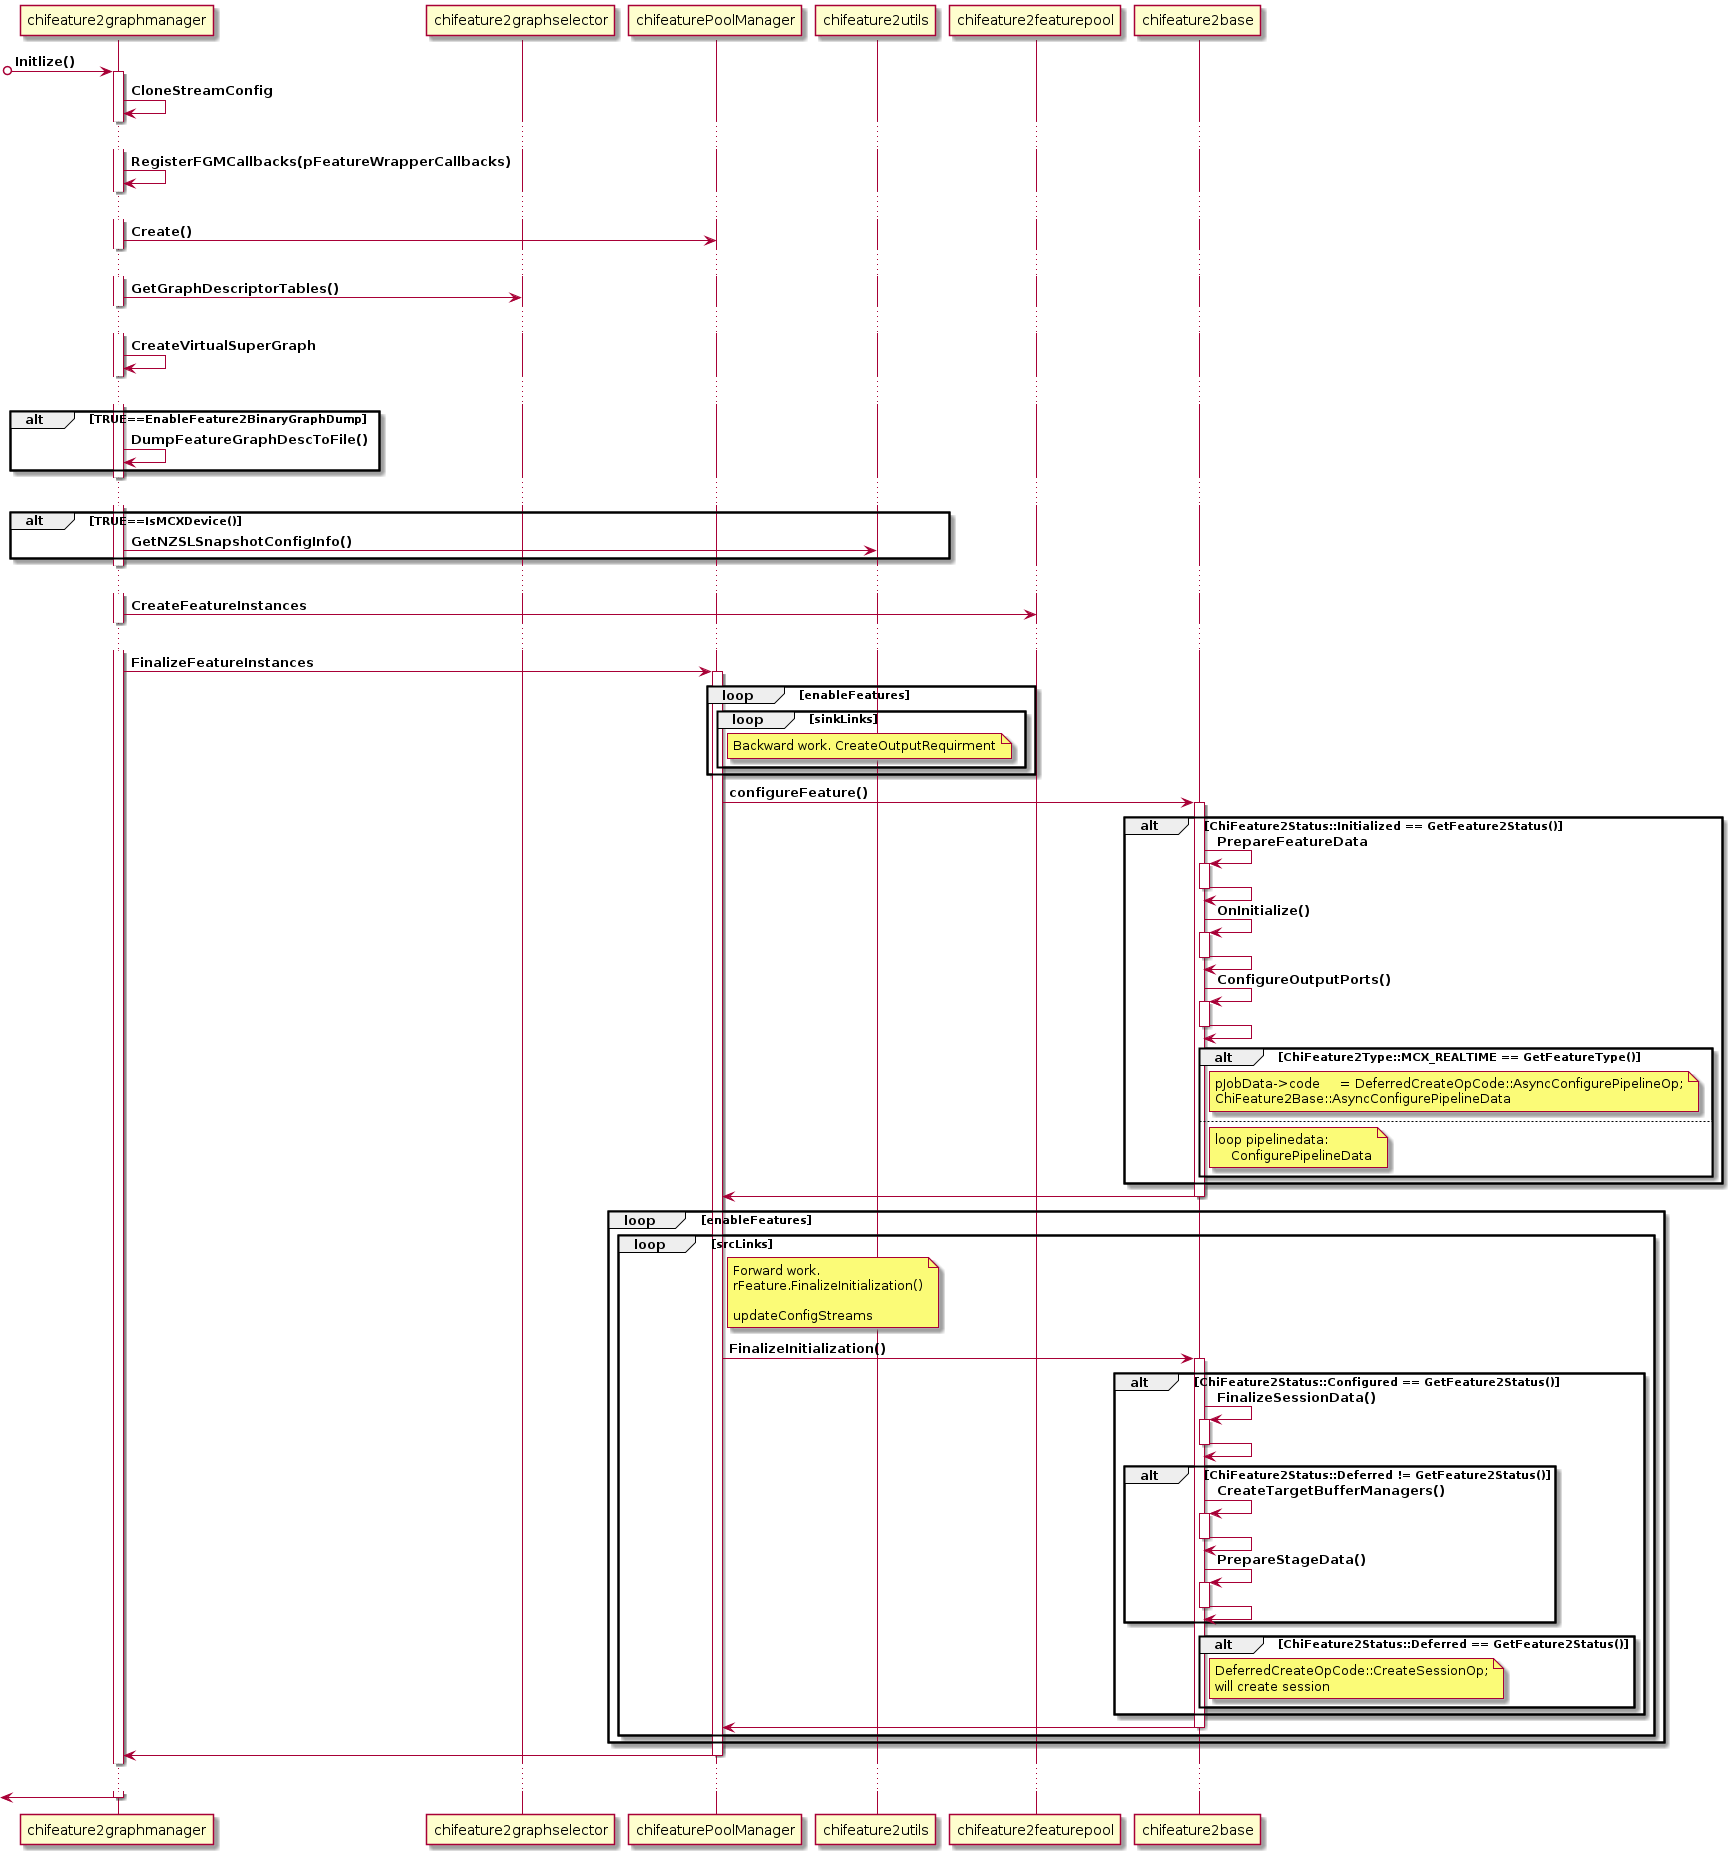 chifeature2graphmanager
chifeature2graphselector
chifeaturePoolManager
chifeature2utils
chifeature2featurepool
chifeature2base
Initlize()
CloneStreamConfig
RegisterFGMCallbacks(pFeatureWrapperCallbacks)
Create()
GetGraphDescriptorTables()
CreateVirtualSuperGraph
alt
[TRUE==EnableFeature2BinaryGraphDump]
DumpFeatureGraphDescToFile()
alt
[TRUE==IsMCXDevice()]
GetNZSLSnapshotConfigInfo()
CreateFeatureInstances
FinalizeFeatureInstances
loop
[enableFeatures]
loop
[sinkLinks]
Backward work. CreateOutputRequirment
configureFeature()
alt
[ChiFeature2Status::Initialized == GetFeature2Status()]
PrepareFeatureData
OnInitialize()
ConfigureOutputPorts()
alt
[ChiFeature2Type::MCX_REALTIME == GetFeatureType()]
pJobData->code     = DeferredCreateOpCode::AsyncConfigurePipelineOp;
ChiFeature2Base::AsyncConfigurePipelineData
loop pipelinedata:
ConfigurePipelineData
loop
[enableFeatures]
loop
[srcLinks]
Forward work.
rFeature.FinalizeInitialization()
updateConfigStreams
FinalizeInitialization()
alt
[ChiFeature2Status::Configured == GetFeature2Status()]
FinalizeSessionData()
alt
[ChiFeature2Status::Deferred != GetFeature2Status()]
CreateTargetBufferManagers()
PrepareStageData()
alt
[ChiFeature2Status::Deferred == GetFeature2Status()]
DeferredCreateOpCode::CreateSessionOp;
will create session
chifeature2graphmanager
chifeature2graphselector
chifeaturePoolManager
chifeature2utils
chifeature2featurepool
chifeature2base